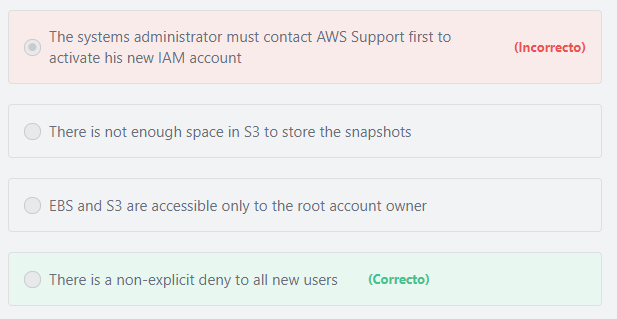 The systems administrator must contact AWS Support first to
activate his new IAM account
(Incorrecto)
There is not enough space in S3 to store the snapshots
EBS and S3 are accessible only to the root account owner
There is a non-explicit deny to all new users (Correcto)